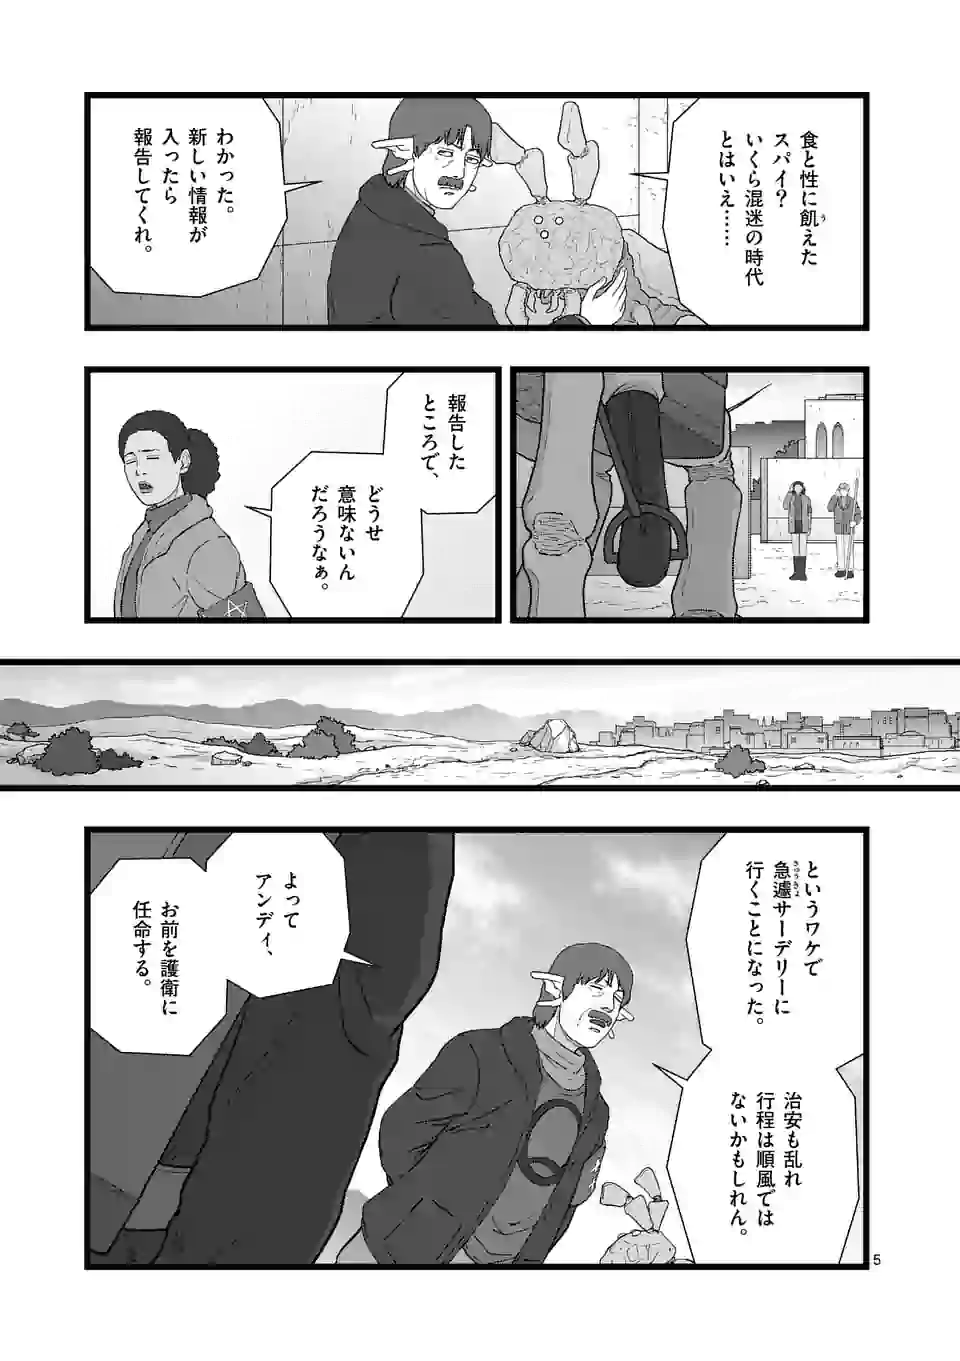 食と性に飢えた
う
スパイ?
いくら混迷の時代
とはいえ……
わかった。
新しい情報が
入ったら
報告してくれ。
報告した
ところで、
どうせ
意味ないん
だろうなぁ。
というワケで
急遽サーデリーに
きゅうきょ
行くことになった。
治安も乱れ
行程は順風では
ないかもしれん。
よって
アンディ、
お前を護衛に
任命する。
5